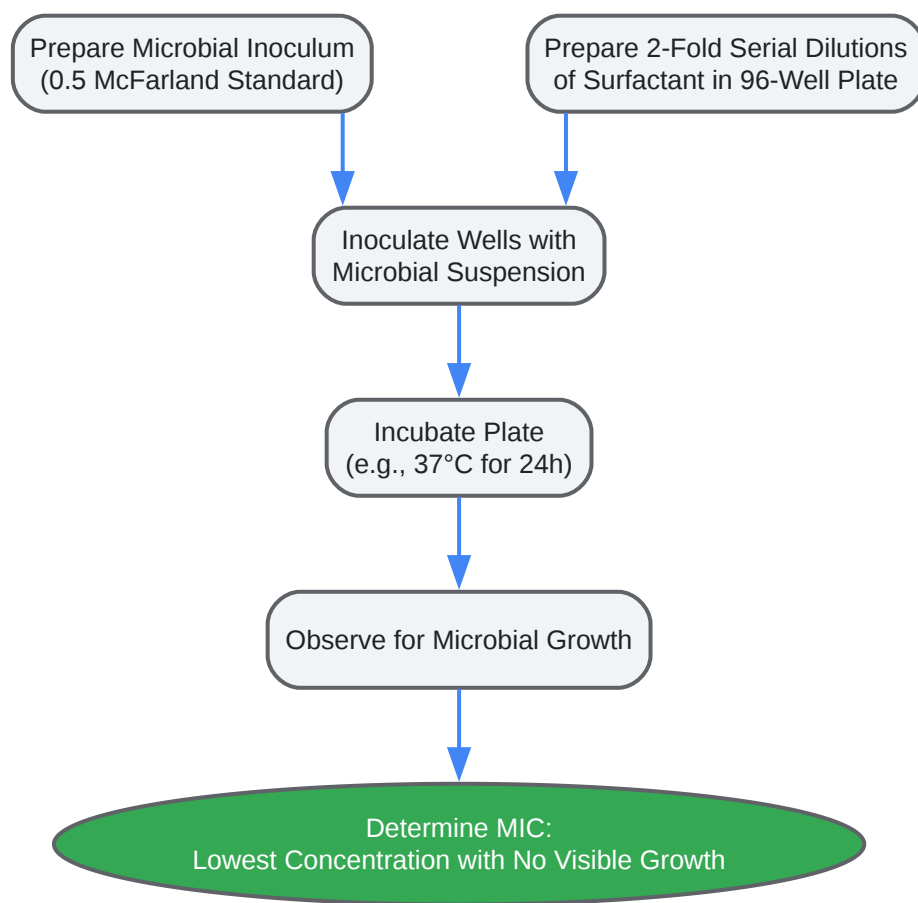 Prepare Microbial Inoculum
(0.5 McFarland Standard)
Prepare 2-Fold Serial Dilutions
of Surfactant in 96-Well Plate
Inoculate Wells with
Microbial Suspension
Incubate Plate
(e.g., 37°C for 24h)
Observe for Microbial Growth
Determine MIC:
Lowest Concentration with No Visible Growth